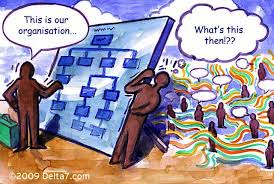 This is our
organisation...
What's this
then!??
©2009 Delta7.com